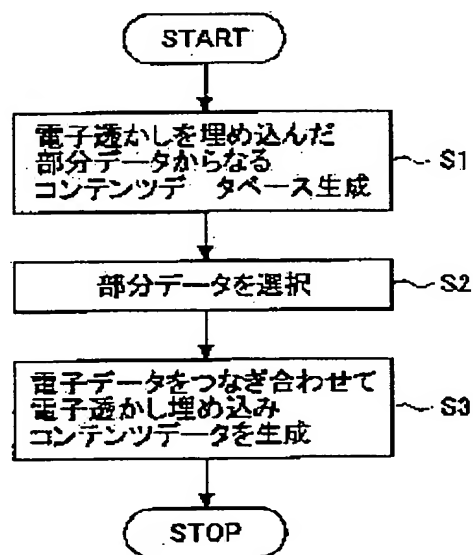 START
電子透かしを埋め込んだ
部分データからなる
コンテンツデ タベース生成
S1
部分データを選択
S2
電子データをつなぎ合わせて
電子透かし埋め込み
コンテンツデータを生成
S3
STOP